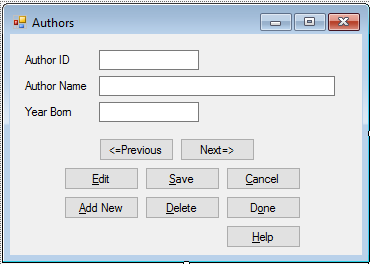 Authors
Author ID
Author Name
Year Born
<=Previous Next=>
Edit Save Cancel
Add New Delete Done
Help